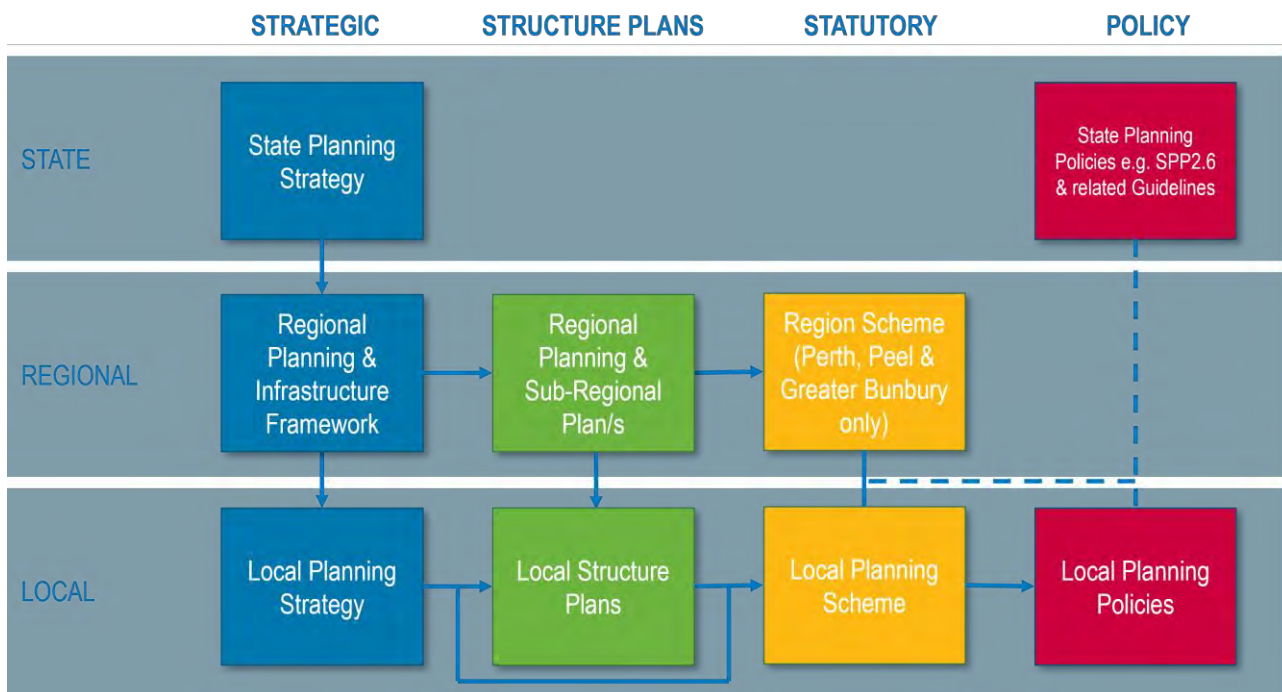 STRATEGIC STRUCTURE PLANS STATUTORY POLICY
STATE
State Planning
Strategy
State Planning
Policies e.g. SPP2.6
& related Guidelines
REGIONAL
Regional
Planning &
Infrastructure
Framework
Regional
Planning &
Sub-Regional
Plan/s
Region Scheme
(Perth, Peel &
Greater Bunbury
only)
LOCAL
Local Planning
Strategy
Local Structure
Plans
Local Planning
Scheme
Local Planning
Policies